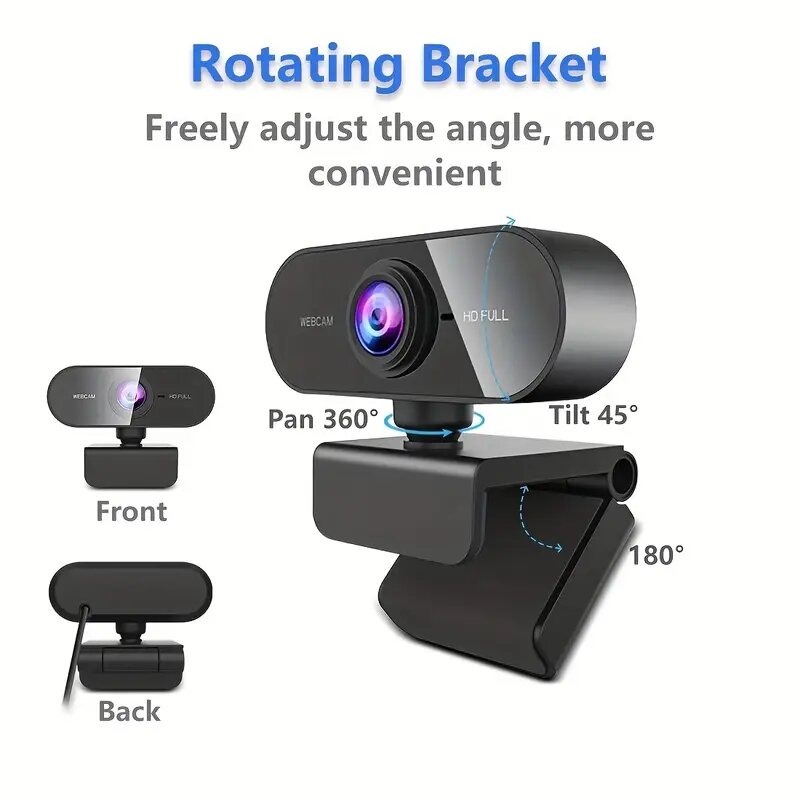 Rotating Bracket
Freely adjust the angle, more
convenient
WEBCAM
HD FULL
Pan 360°
Tilt 45°
180°
WEBCAM
HD FULL
Front
Back